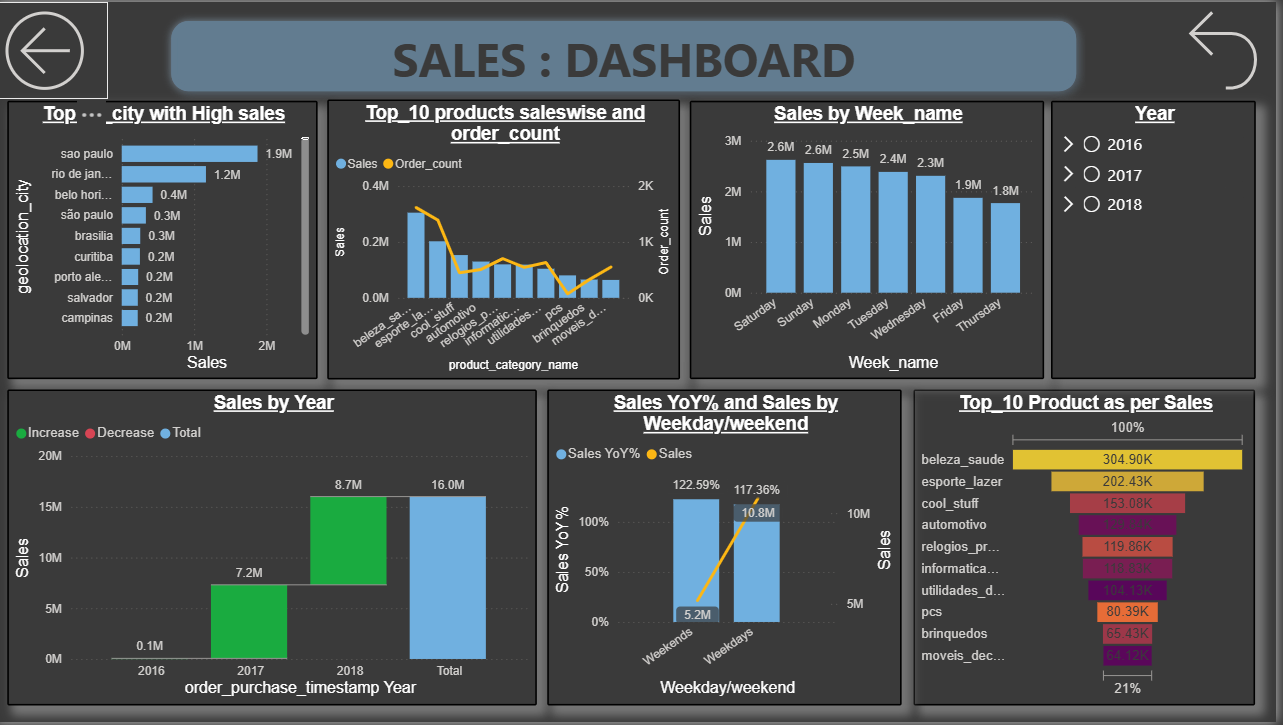 SALES : DASHBOARD
Top ··· _city with High sales
geolocation_city
sao paulo 1.9M
rio de jan... 1.2M
belo hori... 0.4M
são paulo 0.3M
brasilia 0.3M
curitiba 0.2M
porto ale... 0.2M
salvador 0.2M
campinas 0.2M
0M 1M 2M
Sales
Top_10 products saleswise and
order_count
Sales Order_count
0.4M 2K
0.2M 1K
0.0M 0K
Sales
Order_count
beleza_sa...
esporte_la...
cool_stuff
automotivo
relogios_p...
informatic...
utilidades...
pcs
brinquedos
moveis_d...
product_category_name
Sales by Week_name
3M
2M
1M
0M
Sales
2.6M 2.6M 2.5M 2.4M 2.3M 1.9M 1.8M
Saturday Sunday Monday Tuesday Wednesday Friday Thursday
Week_name
Year
2016
2017
2018
Sales by Year
Increase Decrease Total
20M
15M
10M
5M
0M
Sales
0.1M 7.2M 8.7M 16.0M
2016 2017 2018 Total
order_purchase_timestamp Year
Sales YoY% and Sales by
Weekday/weekend
Sales YoY% Sales
122.59% 117.36%
100% 10M
50% 5M
0%
Sales YoY%
Sales
10.8M
5.2M
Weekends Weekdays
Weekday/weekend
Top_10 Product as per Sales
100%
beleza_saude 304.90K
esporte_lazer 202.43K
cool_stuff 153.08K
automotivo
relogios_pr... 119.86K
informatica...
utilidades_d... 104.13K
pcs 80.39K
brinquedos 65.43K
moveis_dec... 64.12K
21%